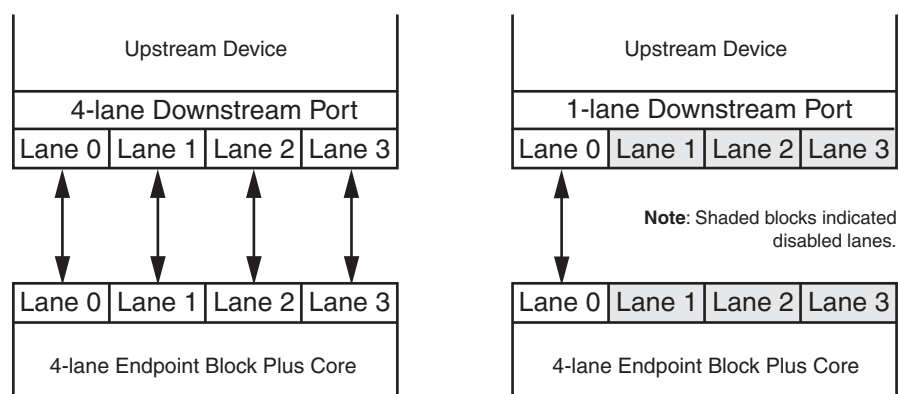 Upstream Device
4-lane Downstream Port
Lane 0 Lane 1 Lane 2 Lane 3
Lane 0 Lane 1 Lane 2 Lane 3
4-lane Endpoint Block Plus Core
Upstream Device
1-lane Downstream Port
Lane 0 Lane 1 Lane 2 Lane 3
Note: Shaded blocks indicated
disabled lanes.
Lane 0 Lane 1 Lane 2 Lane 3
4-lane Endpoint Block Plus Core